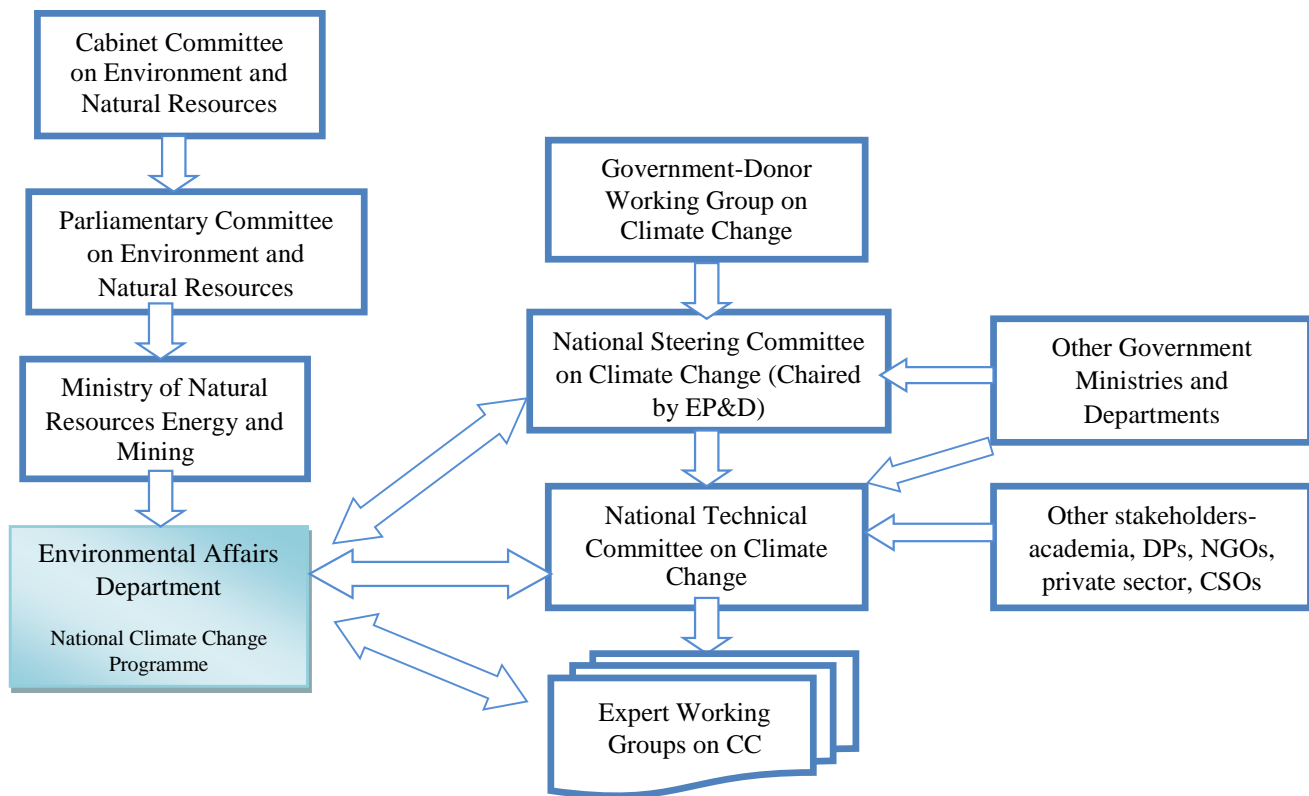 Cabinet Committee
on Environment and
Natural Resources
Parliamentary Committee
on Environment and
Natural Resources
Ministry of Natural
Resources Energy and
Mining
Environmental Affairs
Department
National Climate Change
Programme
Government-Donor
Working Group on
Climate Change
National Steering Committee
on Climate Change (Chaired
by EP&D)
National Technical
Committee on Climate
Change
Expert Working
Groups on CC
Other Government
Ministries and
Departments
Other stakeholders-
academia, DPs, NGOs,
private sector, CSOs